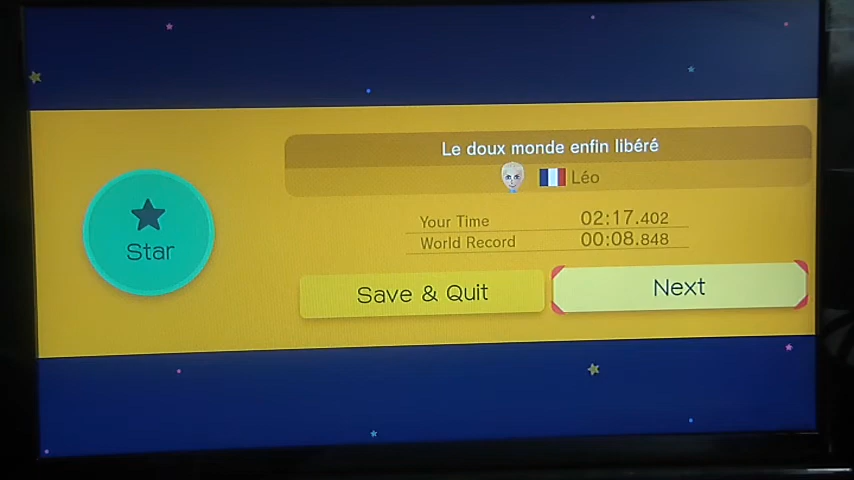 Le doux monde enfin libéré
Léo
Star
Your Time 02:17.402
World Record 00:08.848
Save & Quit
Next